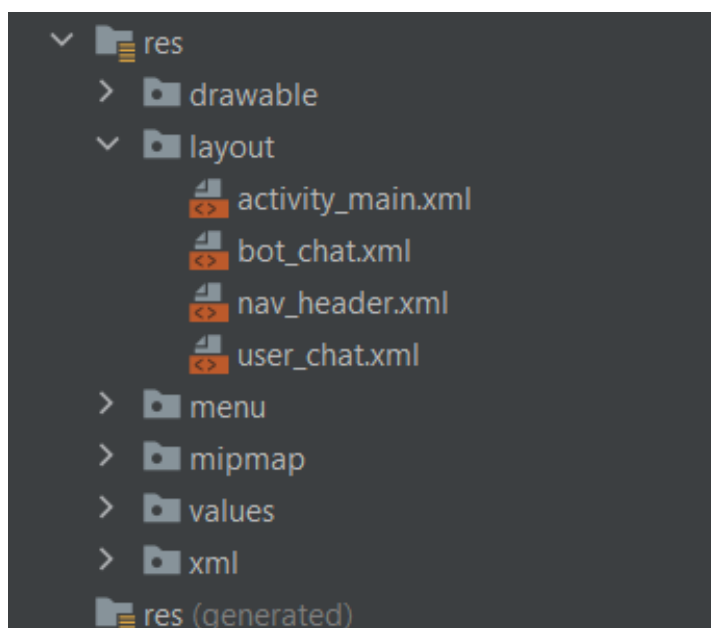 res
drawable
layout
activity_main.xml
bot_chat.xml
nav_header.xml
user_chat.xml
menu
mipmap
values
xml
res (generated)